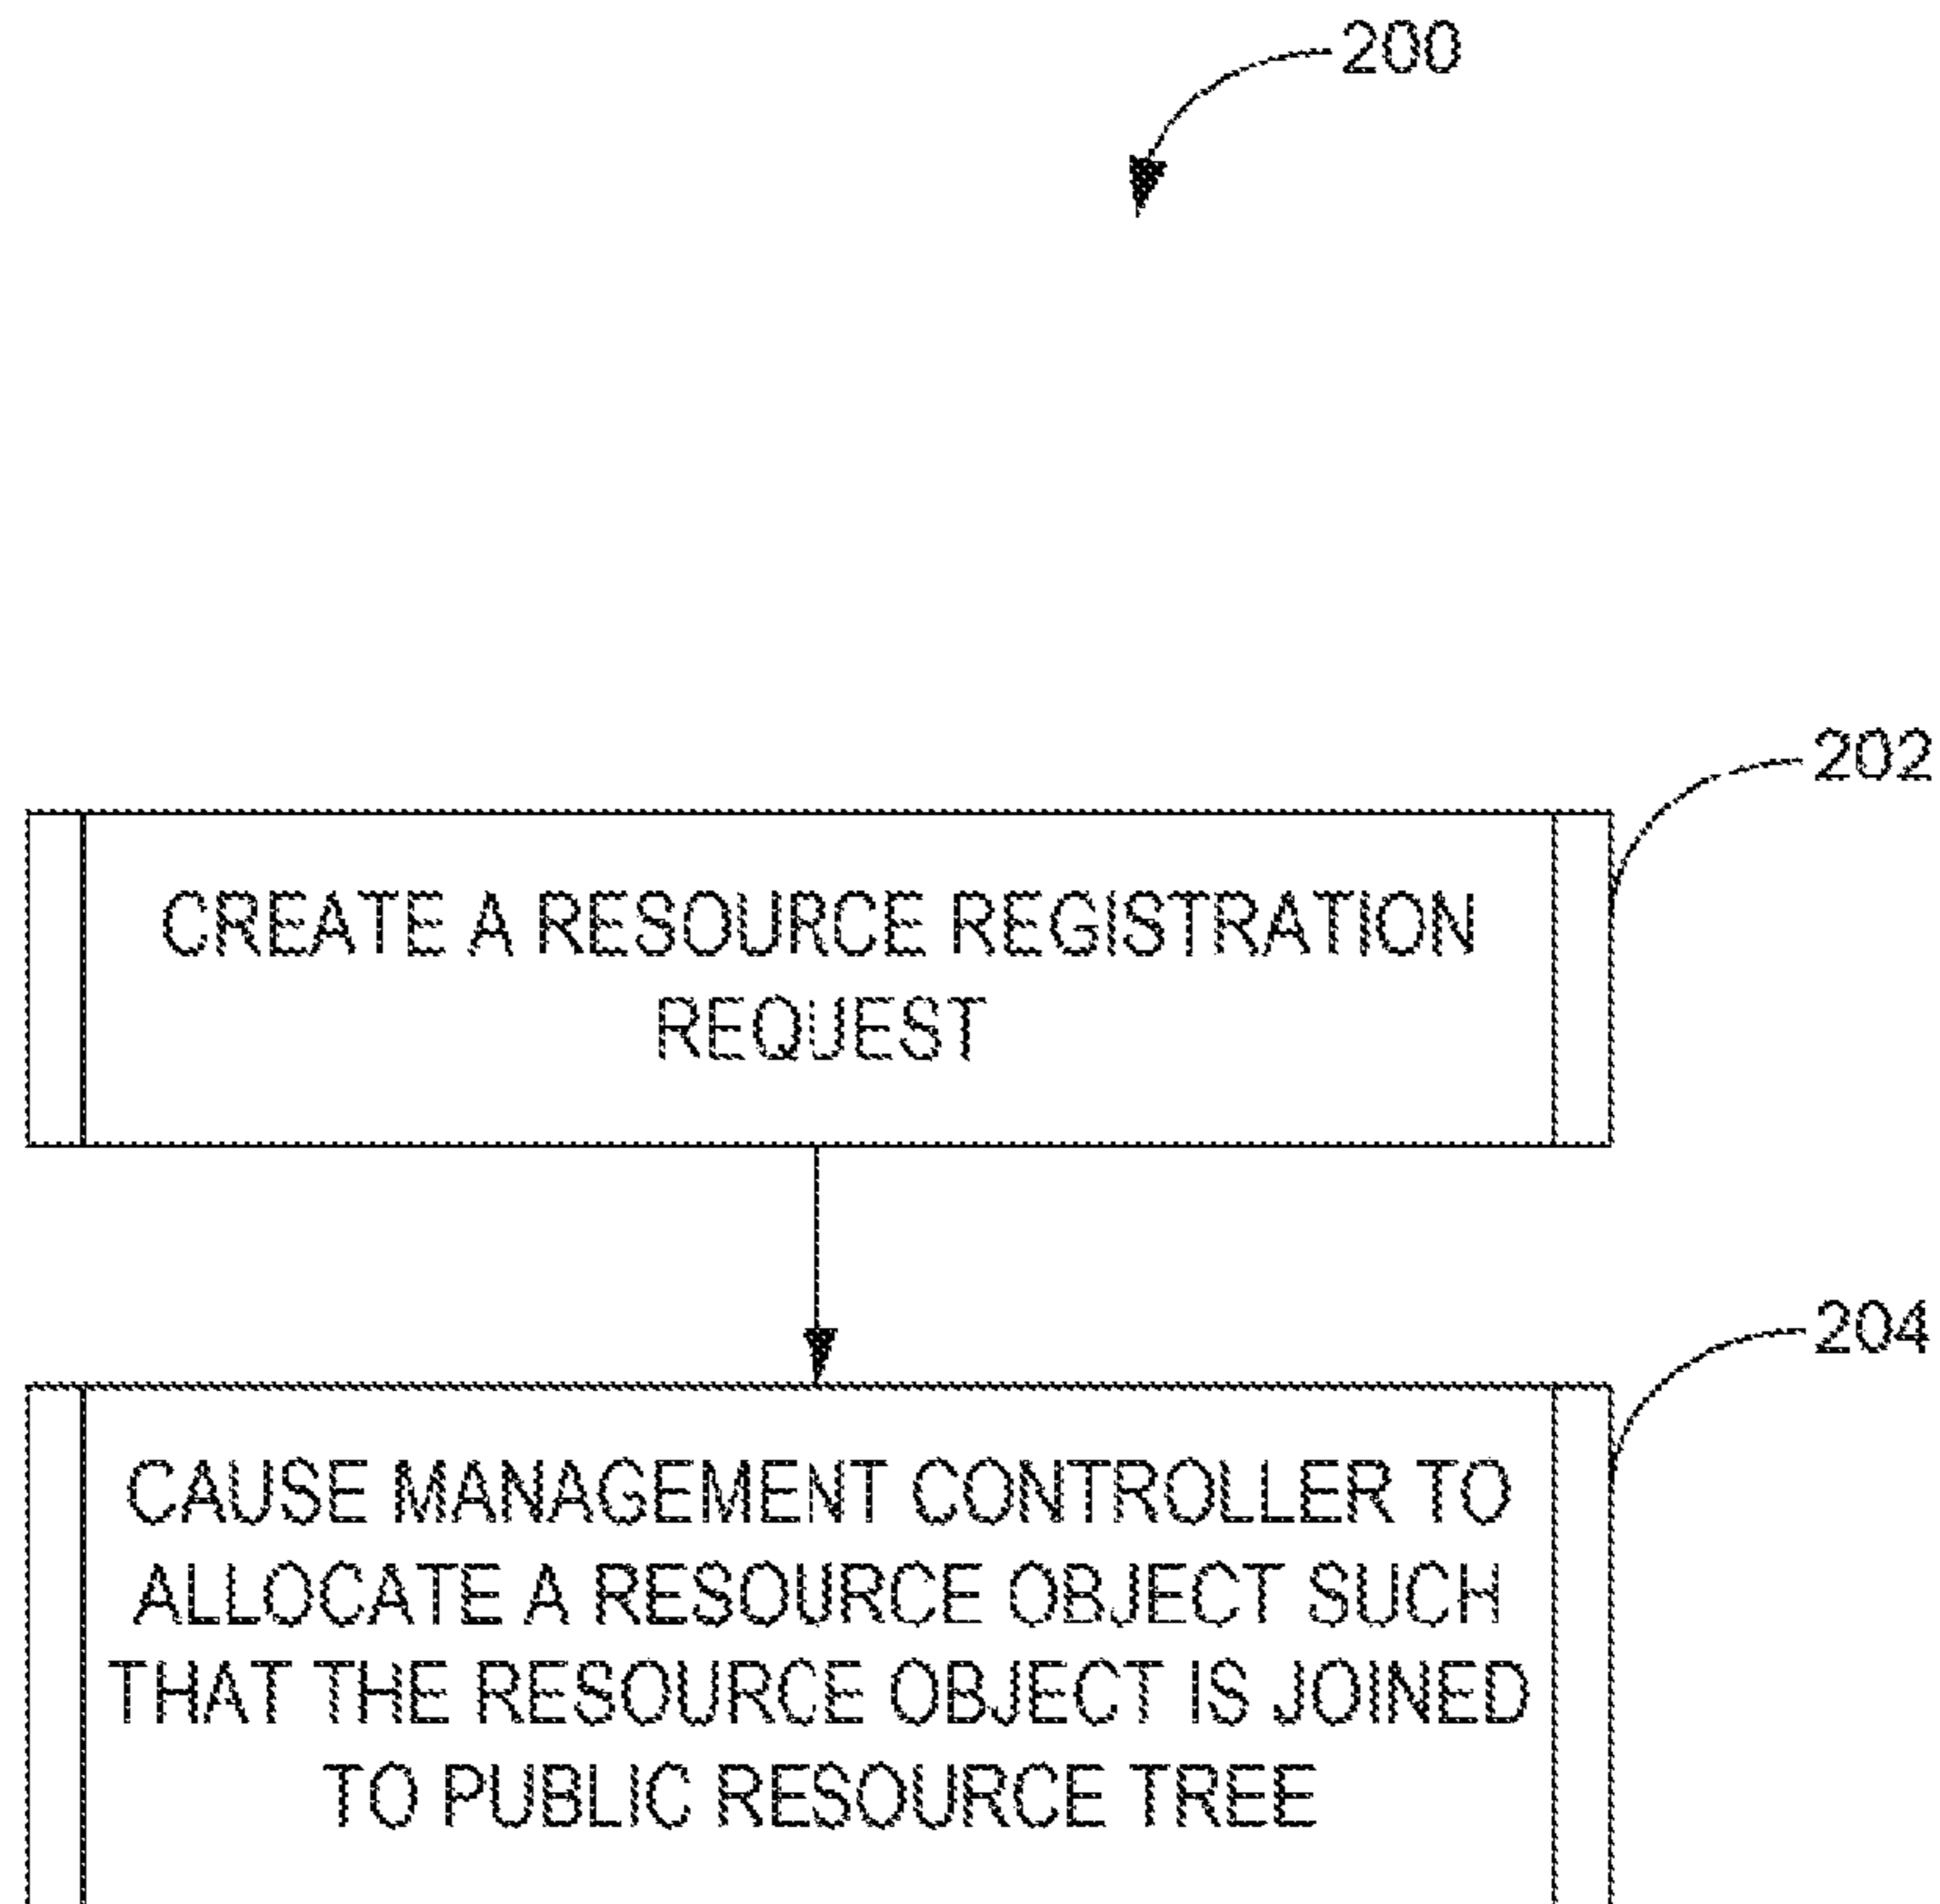 200
202
CREATE A RESOURCE REGISTRATION
REQUEST
204
CAUSE MANAGEMENT CONTROLLER TO
ALLOCATE A RESOURCE OBJECT SUCH
THAT THE RESOURCE OBJECT IS JOINED
TO PUBLIC RESOURCE TREE